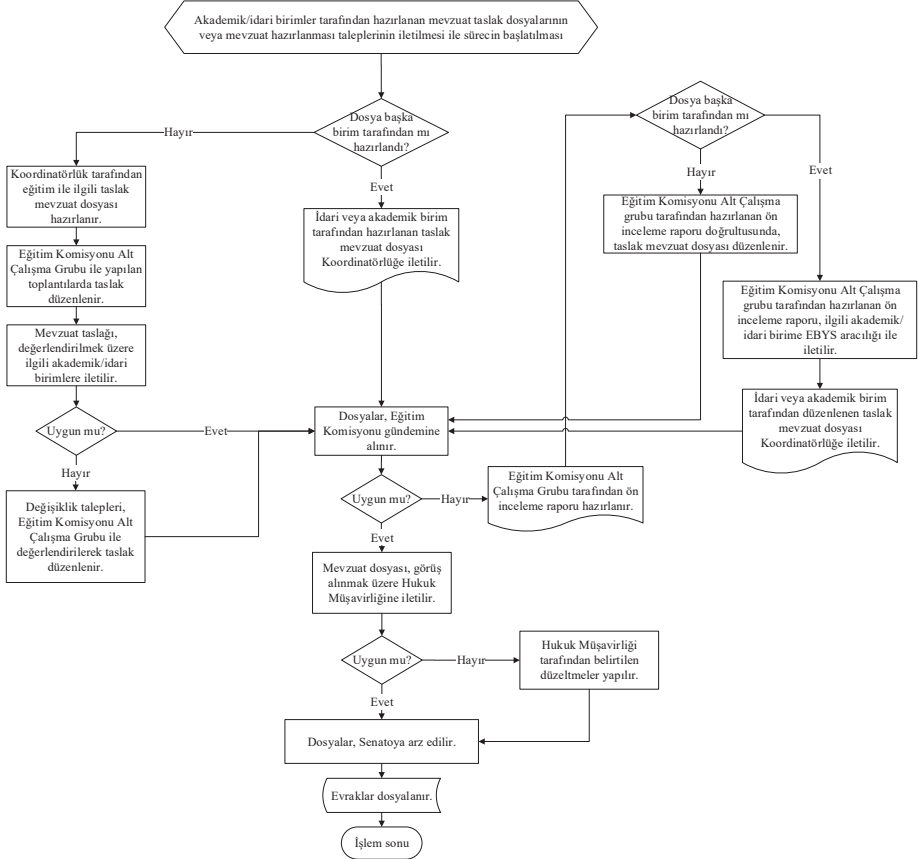 Akademik/idari birimler tarafından hazırlanan mevzuat taslak dosyalarının
veya mevzuat hazırlanması taleplerinin iletilmesi ile sürecin başlatılması
Dosya başka
birim tarafından mı
hazırlandı?
Hayır
Evet
Koordinatörlük tarafından
eğitim ile ilgili taslak
mevzuat dosyası
hazırlanır.
Eğitim Komisyonu Alt
Çalışma Grubu ile yapılan
toplantılarda taslak
düzenlenir.
Mevzuat taslağı,
değerlendirilmek üzere
ilgili akademik/idari
birimlere iletilir.
Uygun mu?
Evet
Hayır
Değişiklik talepleri,
Eğitim Komisyonu Alt
Çalışma Grubu ile
değerlendirilerek taslak
düzenlenir.
İdari veya akademik birim
tarafından hazırlanan taslak
mevzuat dosyası
Koordinatörlüğe iletilir.
Dosyalar, Eğitim
Komisyonu gündemine
alınır.
Uygun mu?
Hayır
Eğitim Komisyonu Alt
Çalışma Grubu tarafından ön
inceleme raporu hazırlanır.
Dosya başka
birim tarafından mı
hazırlandı?
Hayır
Evet
Eğitim Komisyonu Alt Çalışma
grubu tarafından hazırlanan ön
inceleme raporu doğrultusunda,
taslak mevzuat dosyası düzenlenir.
Eğitim Komisyonu Alt Çalışma
grubu tarafından hazırlanan ön
inceleme raporu, ilgili akademik/
idari birime EBYS aracılığı ile
iletilir.
İdari veya akademik birim
tarafından düzenlenen taslak
mevzuat dosyası
Koordinatörlüğe iletilir.
Evet
Mevzuat dosyası, görüş
alınmak üzere Hukuk
Müşavirliğine iletilir.
Uygun mu?
Hayır
Hukuk Müşavirliği
tarafından belirtilen
düzeltmeler yapılır.
Evet
Dosyalar, Senatoya arz edilir.
Evraklar dosyalanır.
İşlem sonu